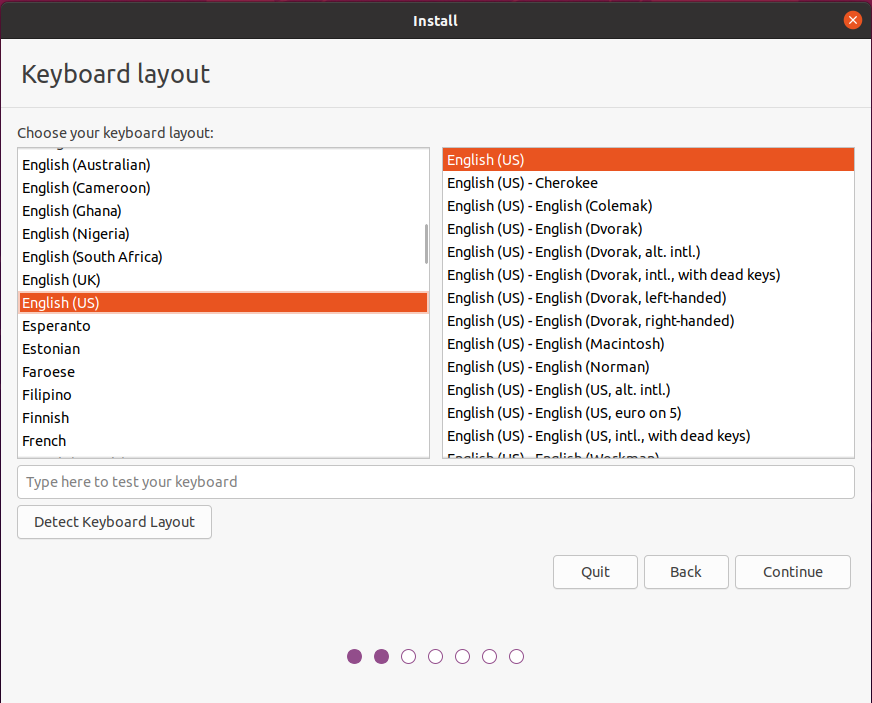 Install
Keyboard layout
Choose your keyboard layout:
English (Australian)
English (Cameroon)
English (Ghana)
English (Nigeria)
English (South Africa)
English (UK)
English (US)
Esperanto
Estonian
Faroese
Filipino
Finnish
French
English (US)
English (US) - Cherokee
English (US) - English (Colemak)
English (US) - English (Dvorak)
English (US) - English (Dvorak, alt. intl.)
English (US) - English (Dvorak, intl., with dead keys)
English (US) - English (Dvorak, left-handed)
English (US) - English (Dvorak, right-handed)
English (US) - English (Macintosh)
English (US) - English (Norman)
English (US) - English (US, alt. intl.)
English (US) - English (US, euro on 5)
English (US) - English (US, intl., with dead keys)
English (US) - English (Workman)
Type here to test your keyboard
Detect Keyboard Layout
Quit Back Continue